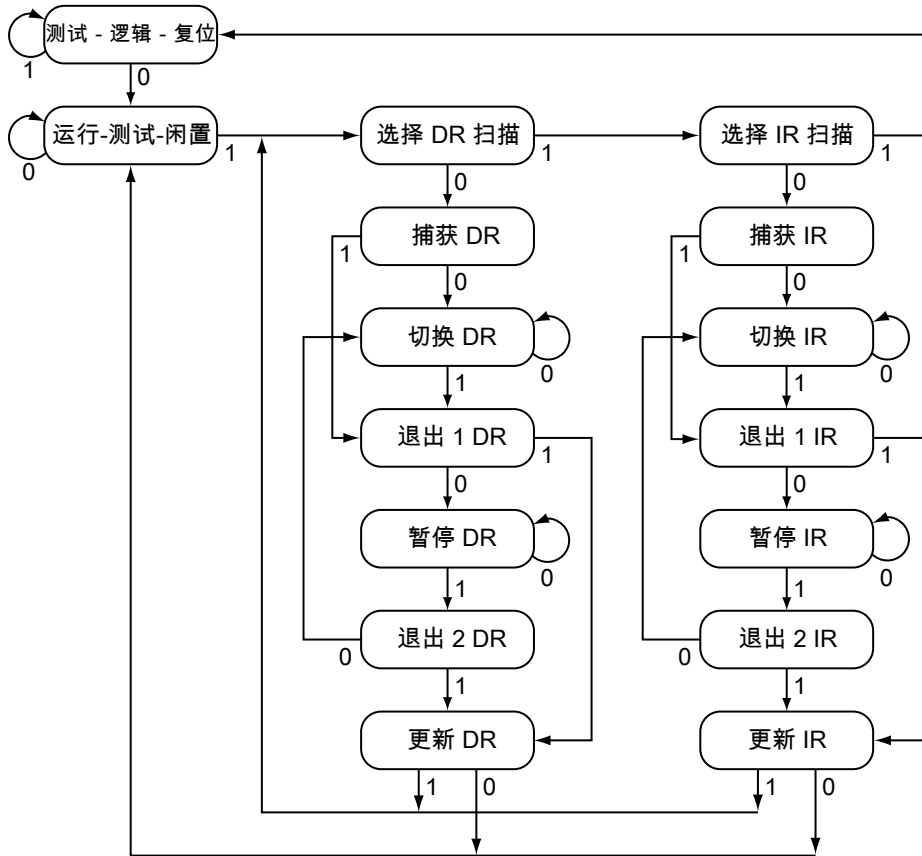 测试 - 逻辑 - 复位
1
0
运行-测试-闲置
0
1
选择 DR 扫描
1
0
选择 IR 扫描
1
0
捕获 DR
1
0
捕获 IR
1
0
切换 DR
0
1
切换 IR
0
1
退出 1 DR
1
0
退出 1 IR
1
0
暂停 DR
0
1
暂停 IR
0
1
退出 2 DR
0
1
退出 2 IR
0
1
更新 DR
1
0
更新 IR
1
0